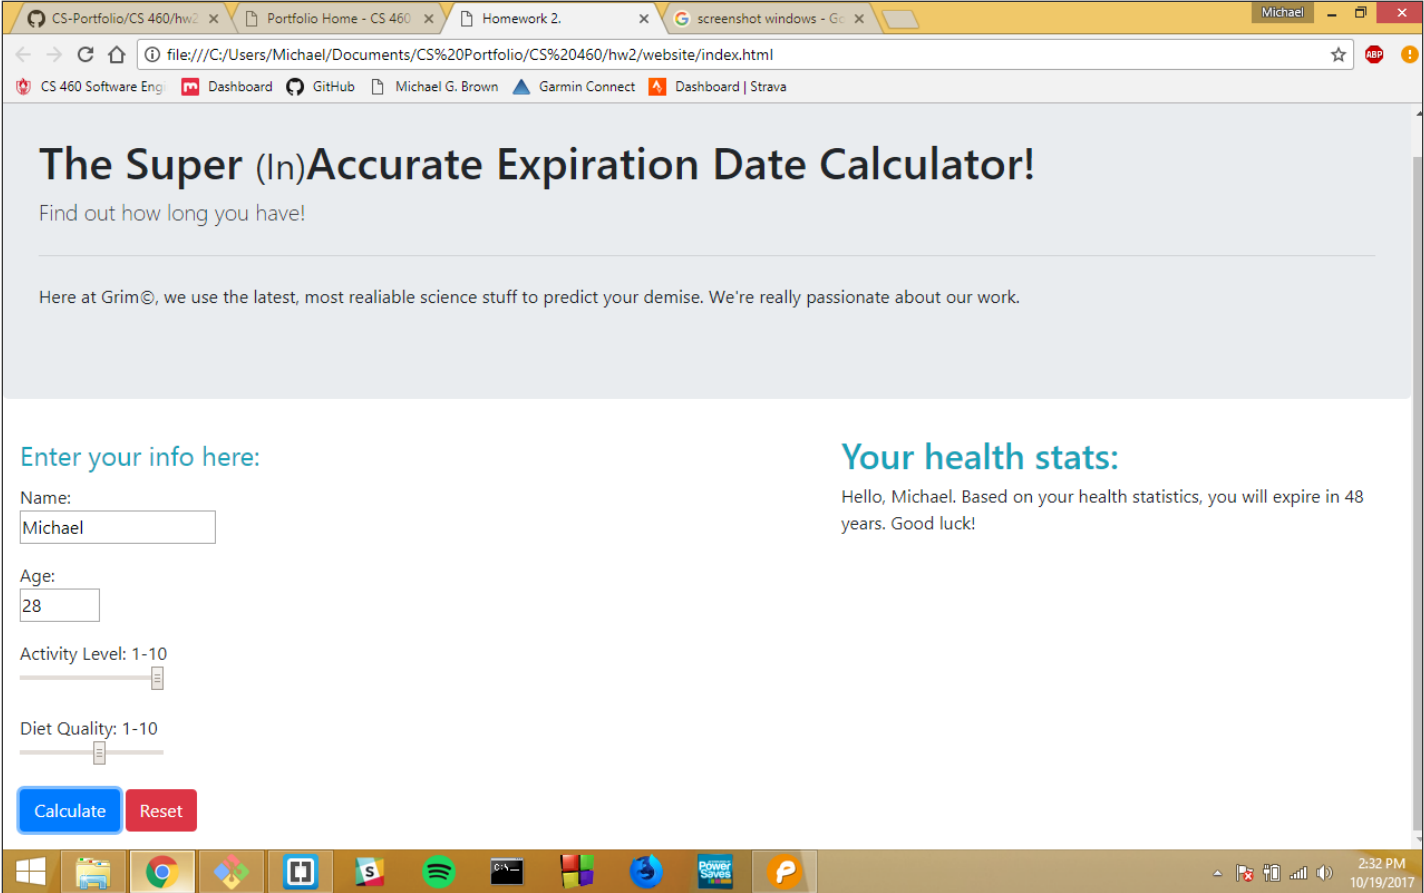 CS-Portfolio/CS 460/hw2
Portfolio Home - CS 460
Homework 2.
screenshot windows - Go
Michael
file:///C:/Users/Michael/Documents/CS%20Portfolio/CS%20460/hw2/website/index.html
ABP
CS 460 Software Engi
Dashboard
GitHub
Michael G. Brown
Garmin Connect
Dashboard | Strava
The Super (In)Accurate Expiration Date Calculator!
Find out how long you have!
Here at Grim©, we use the latest, most realiable science stuff to predict your demise. We're really passionate about our work.
Enter your info here:
Name:
Michael
Age:
28
Activity Level: 1-10
Diet Quality: 1-10
Calculate
Reset
Your health stats:
Hello, Michael. Based on your health statistics, you will expire in 48
years. Good luck!
C:\_
Power
Saves
2:32 PM
10/19/2017